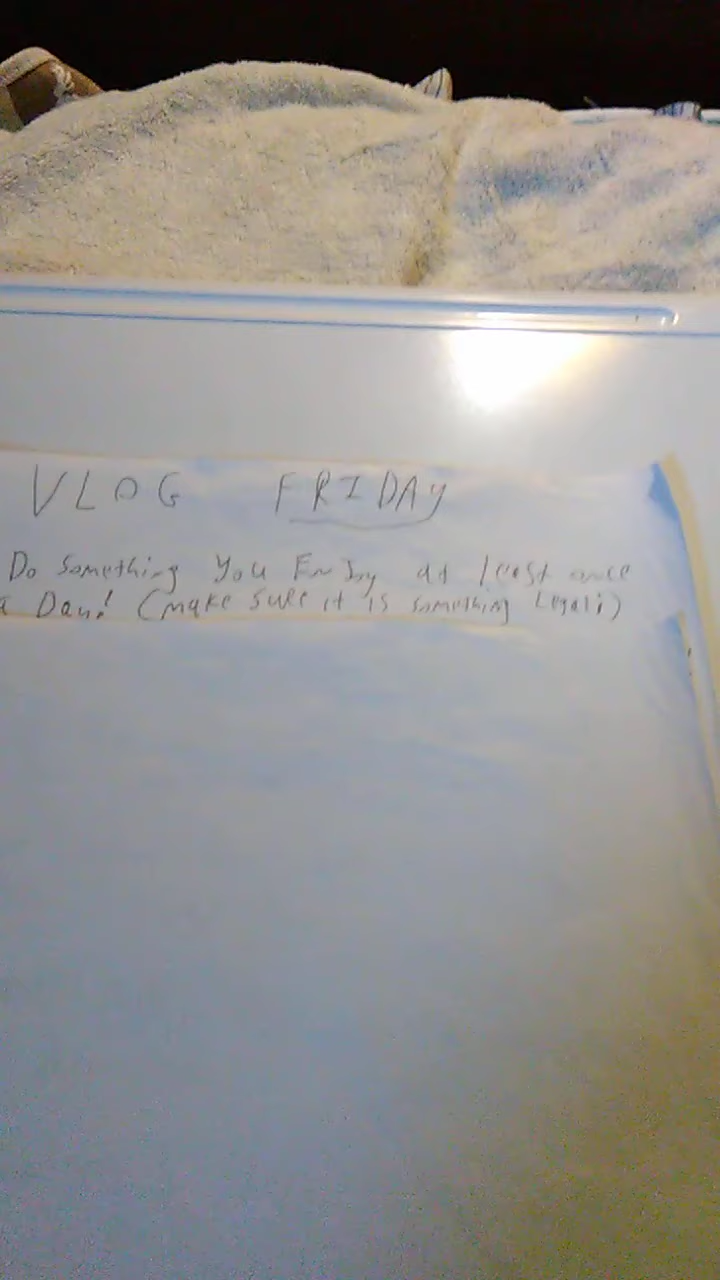 VLOG FRIDAY
Do something you Enjoy at least once
a Day! (make sure it is something Legal!)